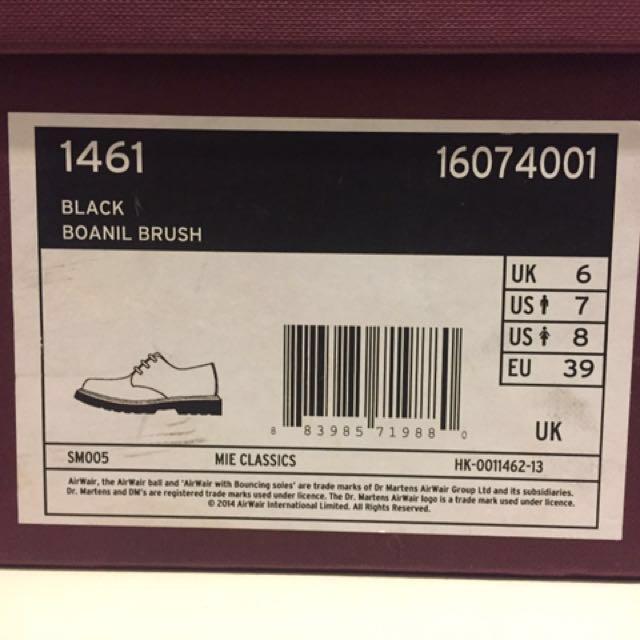 1461 16074001
BLACK
BOANIL BRUSH
UK 6
US 7
US 8
EU 39
8 83985 71988 0
UK
SM005 MIE CLASSICS HK-0011462-13
AirWair, the AirWair ball and 'AirWair with Bouncing soles' are trade marks of Dr Martens AirWair Group Ltd and its subsidiaries.
Dr. Martens and DM's are registered trade marks used under licence. The Dr. Martens AirWair logo is a trade mark used under licence.
© 2014 AirWair International Limited. All Rights Reserved.